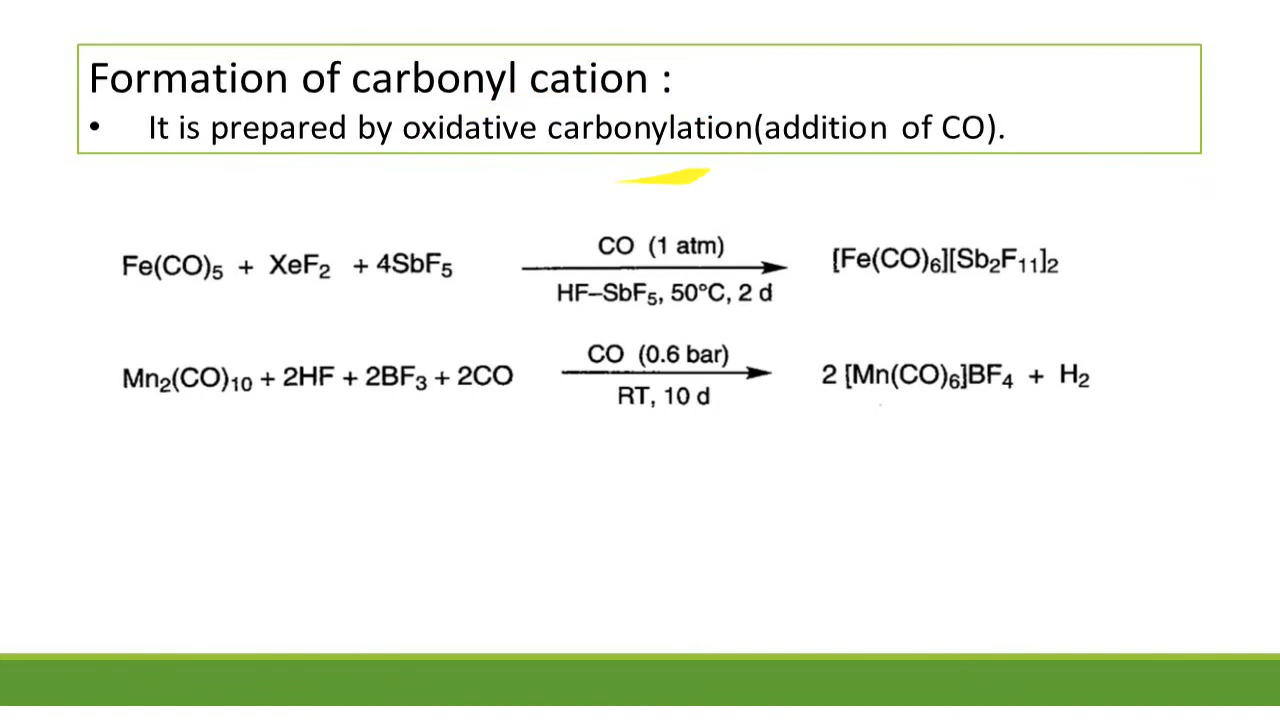 Formation of carbonyl cation :
• It is prepared by oxidative carbonylation(addition of CO).
CO (1 atm)
Fe(CO)₅ + XeF₂ + 4SbF₅ [Fe(CO)₆][Sb₂F₁₁]₂
HF–SbF₅, 50°C, 2 d
CO (0.6 bar)
Mn₂(CO)₁₀ + 2HF + 2BF₃ + 2CO 2 [Mn(CO)₆]BF₄ + H₂
RT, 10 d